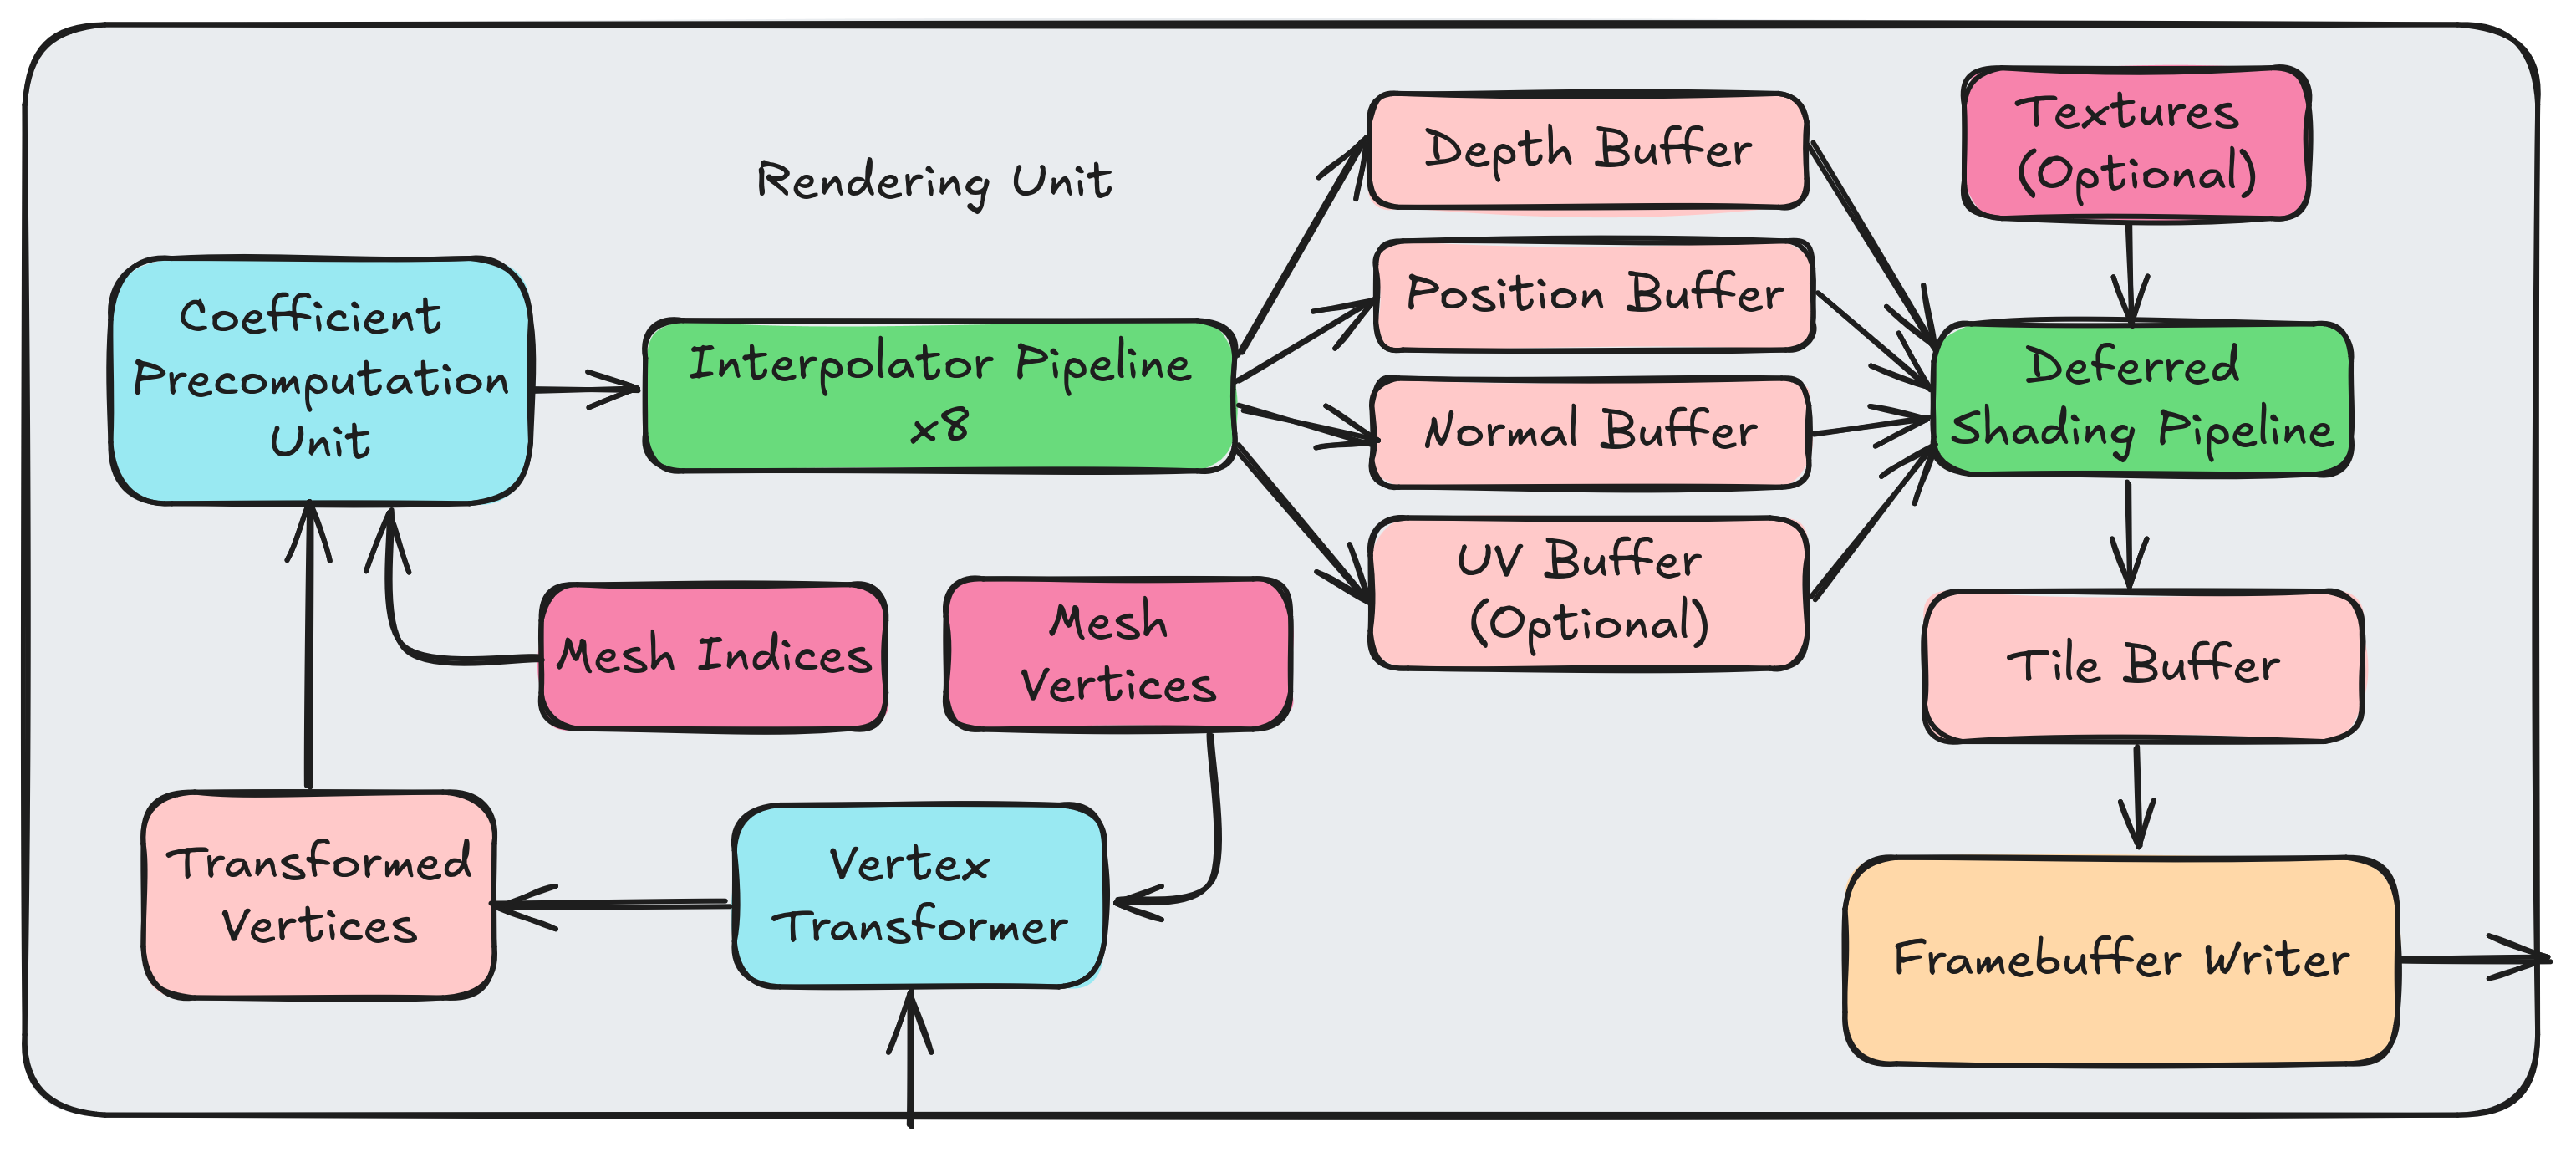 Rendering Unit
Coefficient
Precomputation
Unit
Interpolator Pipeline
x8
Depth Buffer
Position Buffer
Normal Buffer
UV Buffer
(Optional)
Textures
(Optional)
Deferred
Shading Pipeline
Mesh Indices
Mesh
Vertices
Tile Buffer
Transformed
Vertices
Vertex
Transformer
Framebuffer Writer